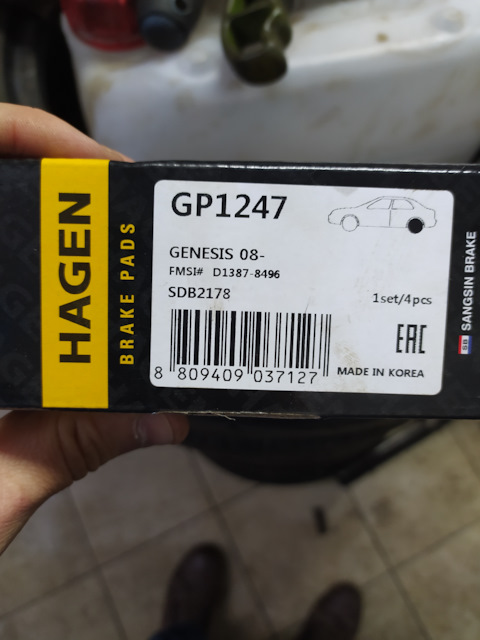 HAGEN
BRAKE PADS
GP1247
GENESIS 08-
FMSI# D1387-8496
SDB2178
1set/4pcs
8 809409 037127
EAC
MADE IN KOREA
SB SANGSIN BRAKE